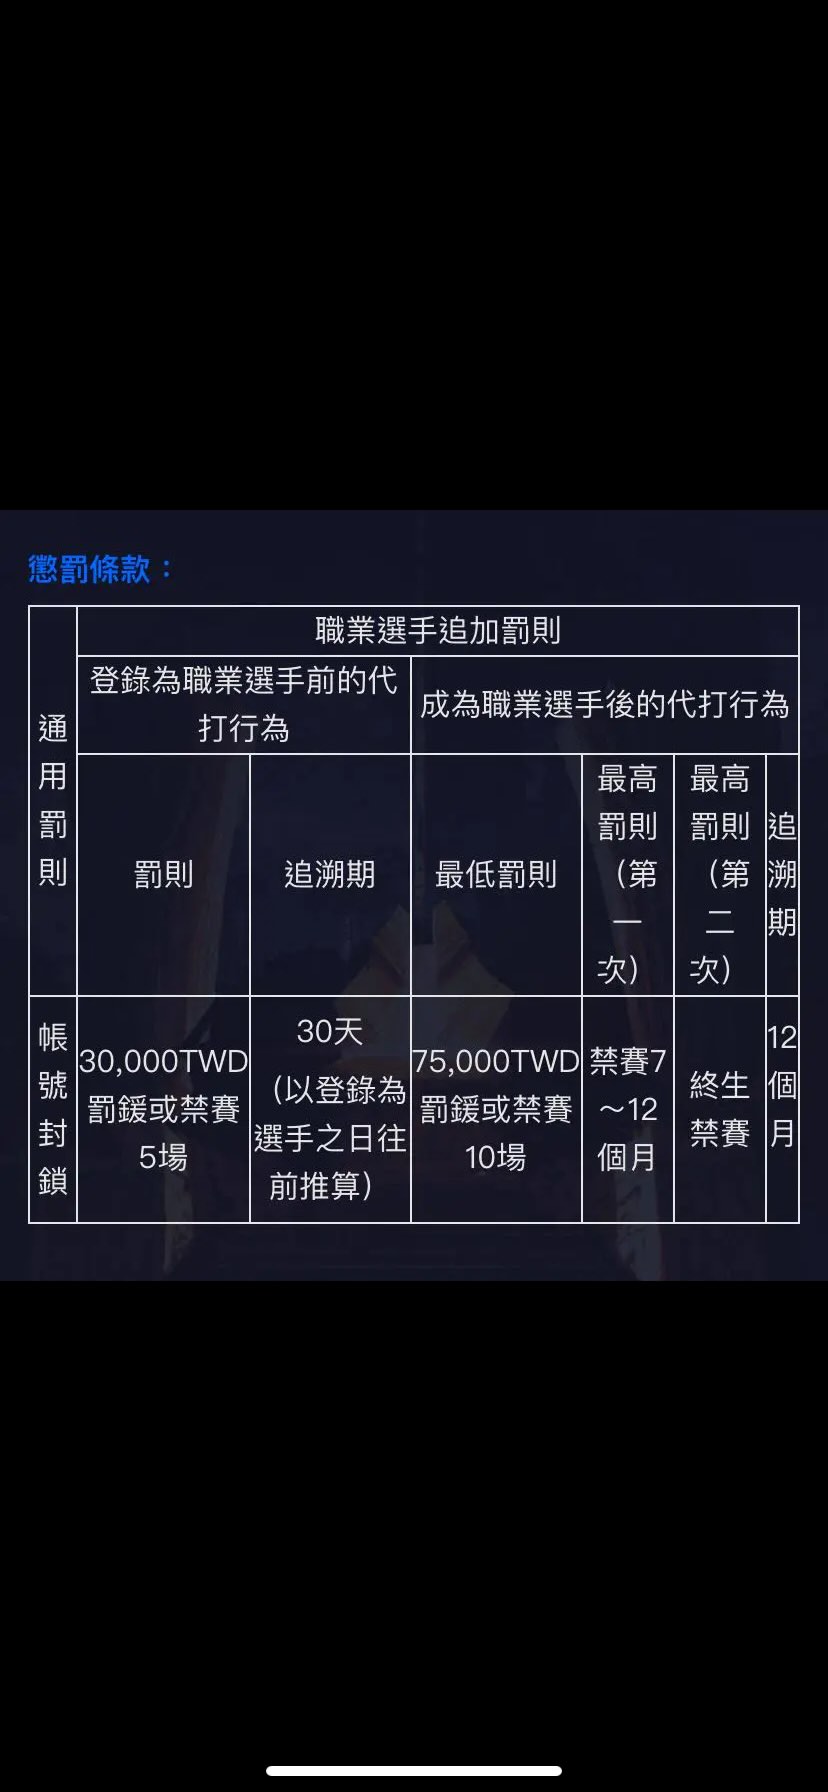 懲罰條款：
通
用
罰
則
職業選手追加罰則
登錄為職業選手前的代
打行為
成為職業選手後的代打行為
罰則
追溯期
最低罰則
最高
罰則
（第
一
次）
最高
罰則
（第
二
次）
追
溯
期
帳
號
封
鎖
30,000TWD
罰鍰或禁賽
5場
30天
（以登錄為
選手之日往
前推算）
75,000TWD
罰鍰或禁賽
10場
禁賽7
～12
個月
終生
禁賽
12
個
月